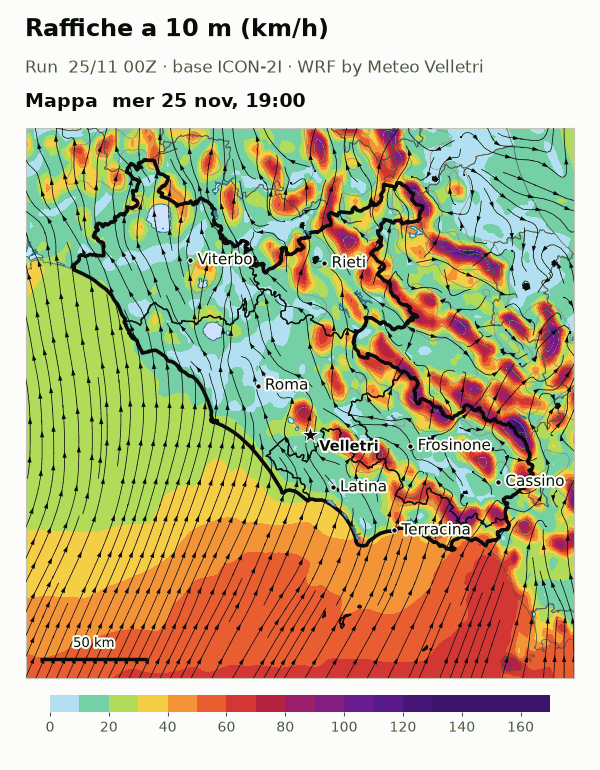 Raffiche a 10 m (km/h)
Run  25/11 00Z · base ICON-2I · WRF by Meteo Velletri
Mappa  mer 25 nov, 19:00
Viterbo
Rieti
Roma
Velletri
Frosinone
Cassino
Latina
Terracina
50 km
0 20 40 60 80 100 120 140 160